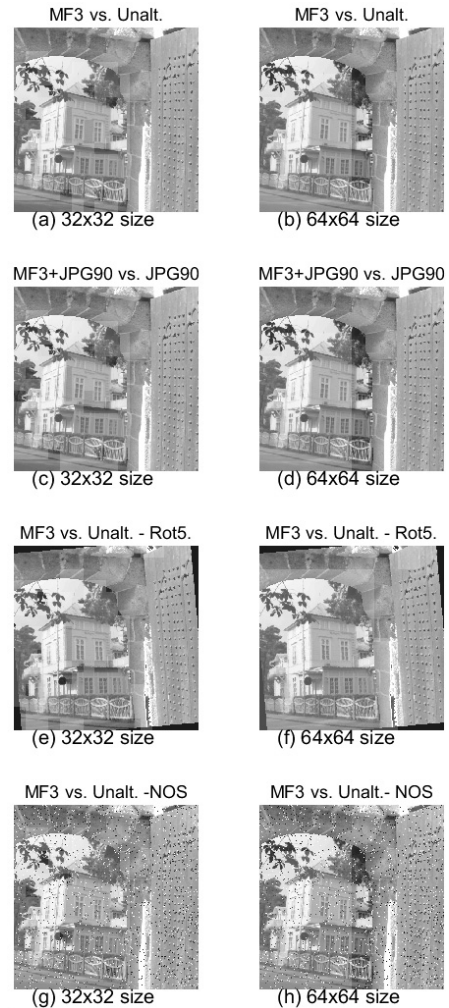 MF3 vs. Unalt.
MF3 vs. Unalt.
(a) 32x32 size
(b) 64x64 size
MF3+JPG90 vs. JPG90
MF3+JPG90 vs. JPG90
(c) 32x32 size
(d) 64x64 size
MF3 vs. Unalt. - Rot5.
MF3 vs. Unalt. - Rot5.
(e) 32x32 size
(f) 64x64 size
MF3 vs. Unalt. -NOS
MF3 vs. Unalt.- NOS
(g) 32x32 size
(h) 64x64 size